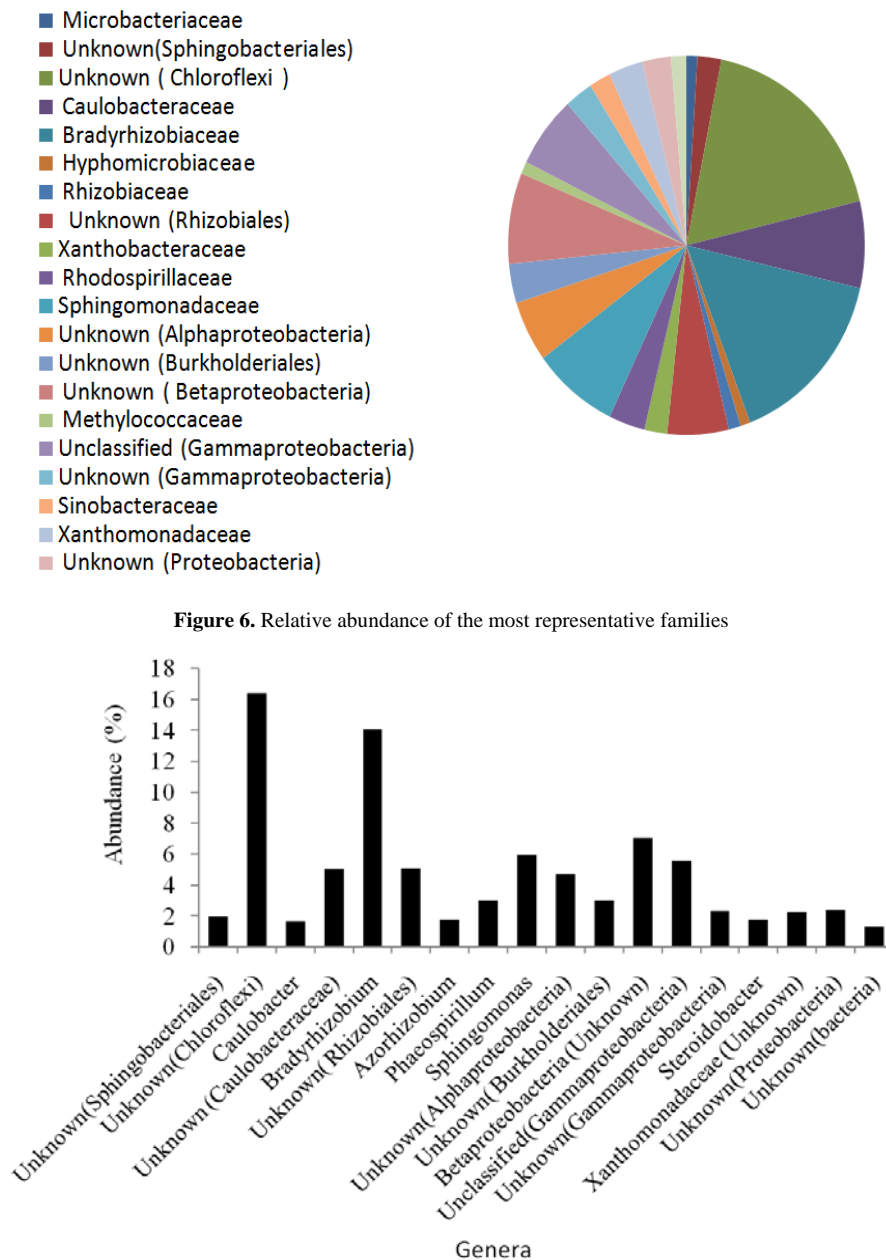 Microbacteriaceae
Unknown(Sphingobacteriales)
Unknown ( Chloroflexi )
Caulobacteraceae
Bradyrhizobiaceae
Hyphomicrobiaceae
Rhizobiaceae
Unknown (Rhizobiales)
Xanthobacteraceae
Rhodospirillaceae
Sphingomonadaceae
Unknown (Alphaproteobacteria)
Unknown (Burkholderiales)
Unknown ( Betaproteobacteria)
Methylococcaceae
Unclassified (Gammaproteobacteria)
Unknown (Gammaproteobacteria)
Sinobacteraceae
Xanthomonadaceae
Unknown (Proteobacteria)
Figure 6. Relative abundance of the most representative families
Abundance (%)
18
16
14
12
10
8
6
4
2
0
Unknown(Sphingobacteriales)
Unknown(Chloroflexi)
Caulobacter
Unknown (Caulobacteraceae)
Bradyrhizobium
Unknown( Rhizobiales)
Azorhizobium
Phaeospirillum
Sphingomonas
Unknown(Alphaproteobacteria)
Unknown( Burkholderiales)
Betaproteobacteria (Unknown)
Unclassified(Gammaproteobacteria)
Unknown(Gammaproteobacteria)
Steroidobacter
Xanthomonadaceae (Unknown)
Unknown(Proteobacteria)
Unknown(bacteria)
Genera